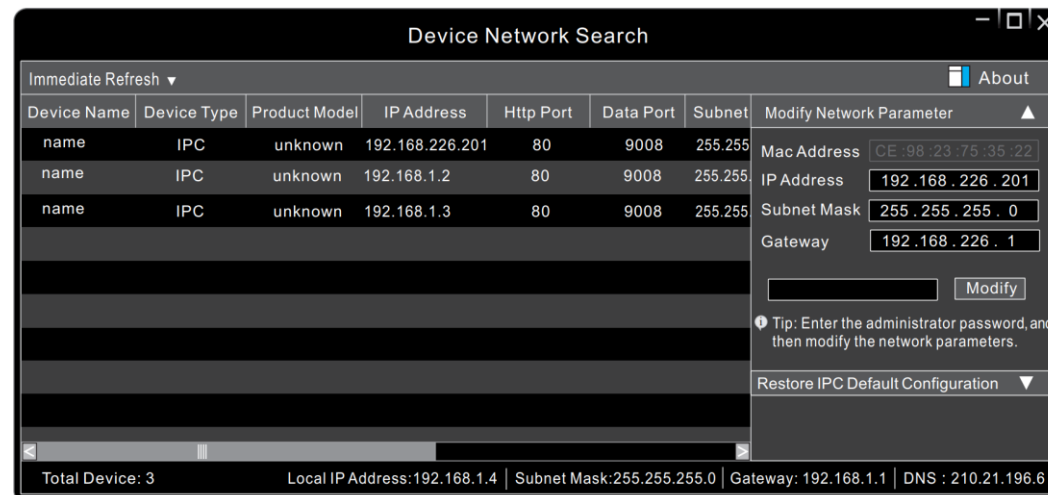 Device Network Search
Immediate Refresh ▼ About
Device Name Device Type Product Model IP Address Http Port Data Port Subnet
name IPC unknown 192.168.226.201 80 9008 255.255
name IPC unknown 192.168.1.2 80 9008 255.255.
name IPC unknown 192.168.1.3 80 9008 255.255.
Modify Network Parameter
Mac Address CE:98:23:75:35:22
IP Address 192.168.226.201
Subnet Mask 255.255.255. 0
Gateway 192.168.226. 1
Modify
Tip: Enter the administrator password, and
then modify the network parameters.
Restore IPC Default Configuration ▼
Total Device: 3 Local IP Address:192.168.1.4 Subnet Mask:255.255.255.0 Gateway: 192.168.1.1 DNS : 210.21.196.6